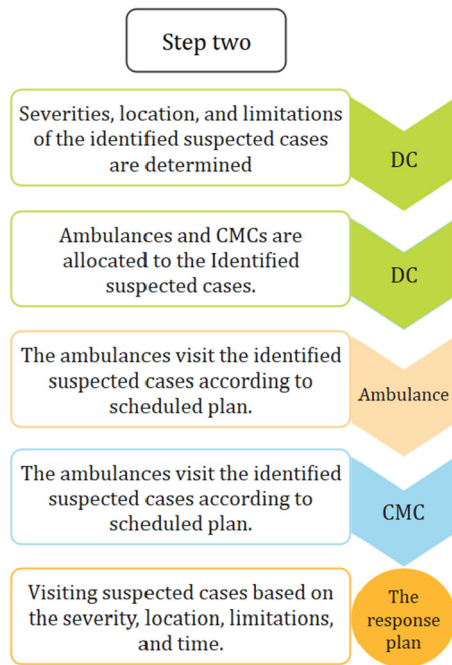 Step two
Severities, location, and limitations
of the identified suspected cases
are determined
DC
Ambulances and CMCs are
allocated to the Identified
suspected cases.
DC
The ambulances visit the identified
suspected cases according to
scheduled plan.
Ambulance
The ambulances visit the identified
suspected cases according to
scheduled plan.
CMC
Visiting suspected cases based on
the severity, location, limitations,
and time.
The
response
plan